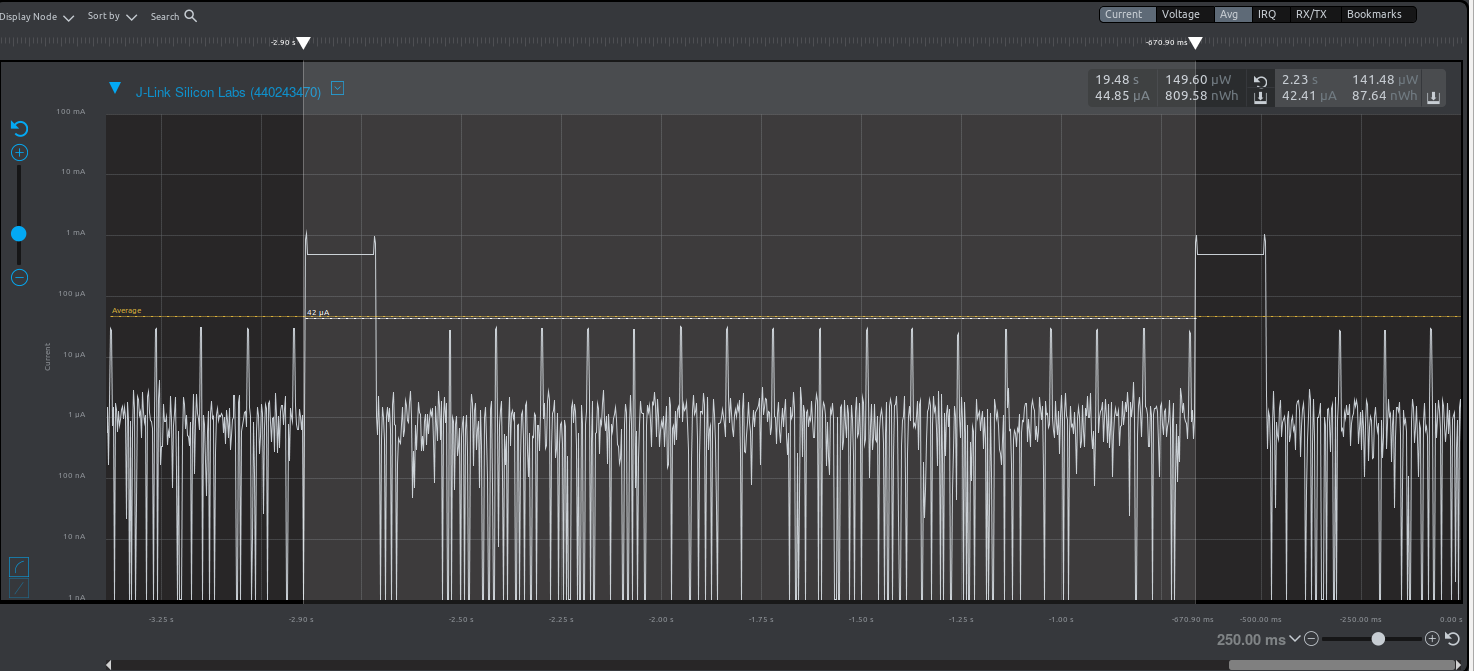 Display Node Sort by Search Current Voltage Avg IRQ RX/TX Bookmarks
-2.90 s -670.90 ms
J-Link Silicon Labs (440243470)
19.48 s 149.60 µW 2.23 s 141.48 µW
44.85 µA 809.58 nWh 42.41 µA 87.64 nWh
100 mA
10 mA
1 mA
100 µA
Average
42 µA
Current
10 µA
1 µA
100 nA
10 nA
1 nA
-3.25 s -2.90 s -2.50 s -2.25 s -2.00 s -1.75 s -1.50 s -1.25 s -1.00 s -670.90 ms -500.00 ms -250.00 ms 0.00 s
250.00 ms